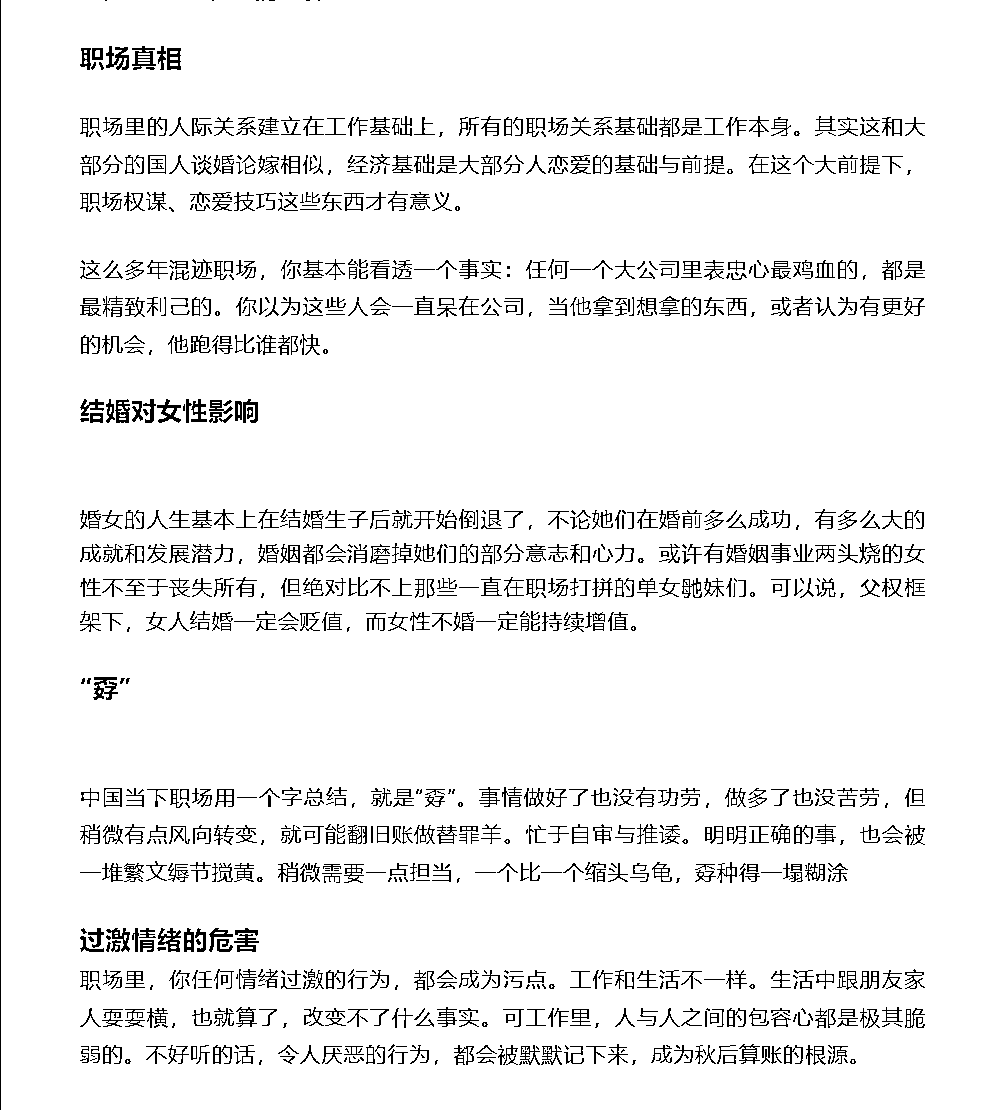 职场真相
职场里的人际关系建立在工作基础上，所有的职场关系基础都是工作本身。其实这和大
部分的国人谈婚论嫁相似，经济基础是大部分人恋爱的基础与前提。在这个大前提下，
职场权谋、恋爱技巧这些东西才有意义。
这么多年混迹职场，你基本能看透一个事实：任何一个大公司里表忠心最鸡血的，都是
最精致利己的。你以为这些人会一直呆在公司，当他拿到想拿的东西，或者认为有更好
的机会，他跑得比谁都快。
结婚对女性影响
婚女的人生基本上在结婚生子后就开始倒退了，不论她们在婚前多么成功，有多么大的
成就和发展潜力，婚姻都会消磨掉她们的部分意志和心力。或许有婚姻事业两头烧的女
性不至于丧失所有，但绝对比不上那些一直在职场打拼的单女乸妹们。可以说，父权框
架下，女人结婚一定会贬值，而女性不婚一定能持续增值。
“孬”
中国当下职场用一个字总结，就是“孬”。事情做好了也没有功劳，做多了也没苦劳，但
稍微有点风向转变，就可能翻旧账做替罪羊。忙于自审与推诿。明明正确的事，也会被
一堆繁文缛节搅黄。稍微需要一点担当，一个比一个缩头乌龟，孬种得一塌糊涂
过激情绪的危害
职场里，你任何情绪过激的行为，都会成为污点。工作和生活不一样。生活中跟朋友家
人耍耍横，也就算了，改变不了什么事实。可工作里，人与人之间的包容心都是极其脆
弱的。不好听的话，令人厌恶的行为，都会被默默记下来，成为秋后算账的根源。